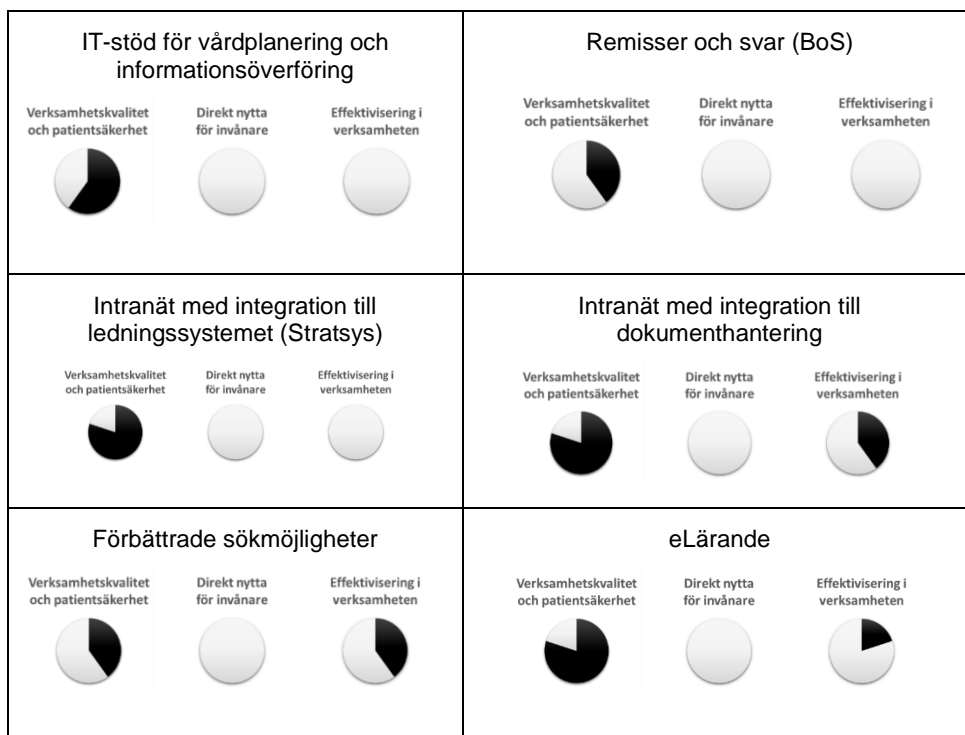 IT-stöd för vårdplanering och
informationsöverföring
Verksamhetskvalitet
och patientsäkerhet
Direkt nytta
för invånare
Effektivisering i
verksamheten
Remisser och svar (BoS)
Verksamhetskvalitet
och patientsäkerhet
Direkt nytta
för invånare
Effektivisering i
verksamheten
Intranät med integration till
ledningssystemet (Stratsys)
Verksamhetskvalitet
och patientsäkerhet
Direkt nytta
för invånare
Effektivisering i
verksamheten
Intranät med integration till
dokumenthantering
Verksamhetskvalitet
och patientsäkerhet
Direkt nytta
för invånare
Effektivisering i
verksamheten
Förbättrade sökmöjligheter
Verksamhetskvalitet
och patientsäkerhet
Direkt nytta
för invånare
Effektivisering i
verksamheten
eLärande
Verksamhetskvalitet
och patientsäkerhet
Direkt nytta
för invånare
Effektivisering i
verksamheten